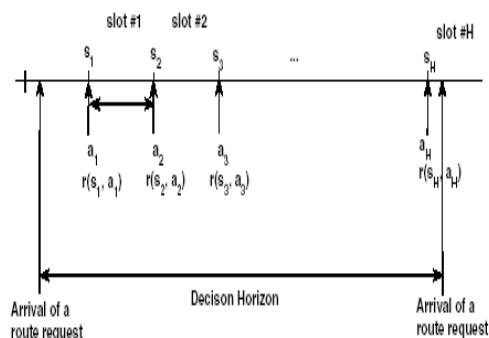 slot #1 slot #2 slot #H
s1 s2 s3 ... sH
a1 a2 a3 aH
r(s1, a1) r(s2, a2) r(s3, a3) r(sH, aH)
Decison Horizon
Arrival of a Arrival of a
route request route request